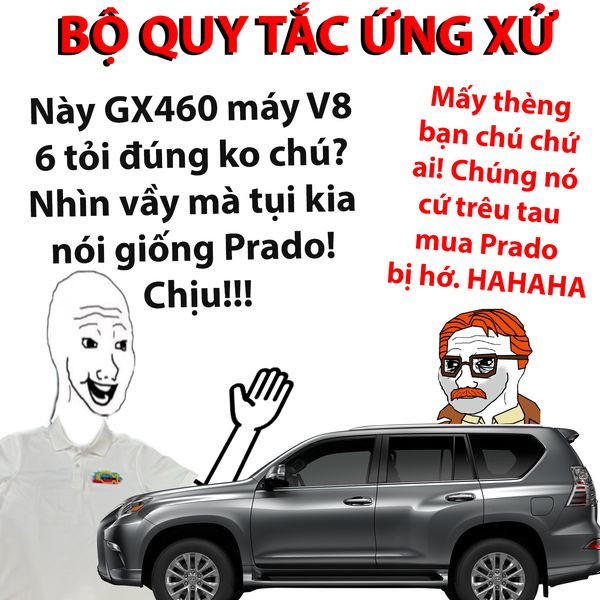 BỘ QUY TẮC ỨNG XỬ
Này GX460 máy V8
6 tỏi đúng ko chú?
Nhìn vầy mà tụi kia
nói giống Prado!
Chịu!!!
Mấy thèng
bạn chú chứ
ai! Chúng nó
cứ trêu tau
mua Prado
bị hớ. HAHAHA